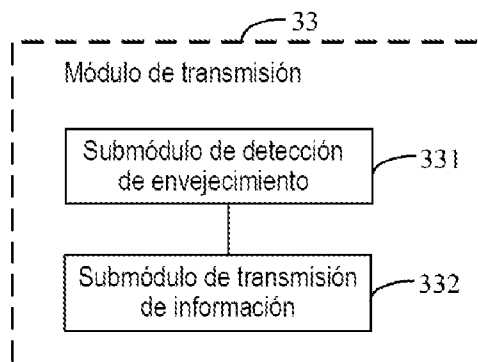 33
Módulo de transmisión
Submódulo de detección
de envejecimiento
331
Submódulo de transmisión
de información
332